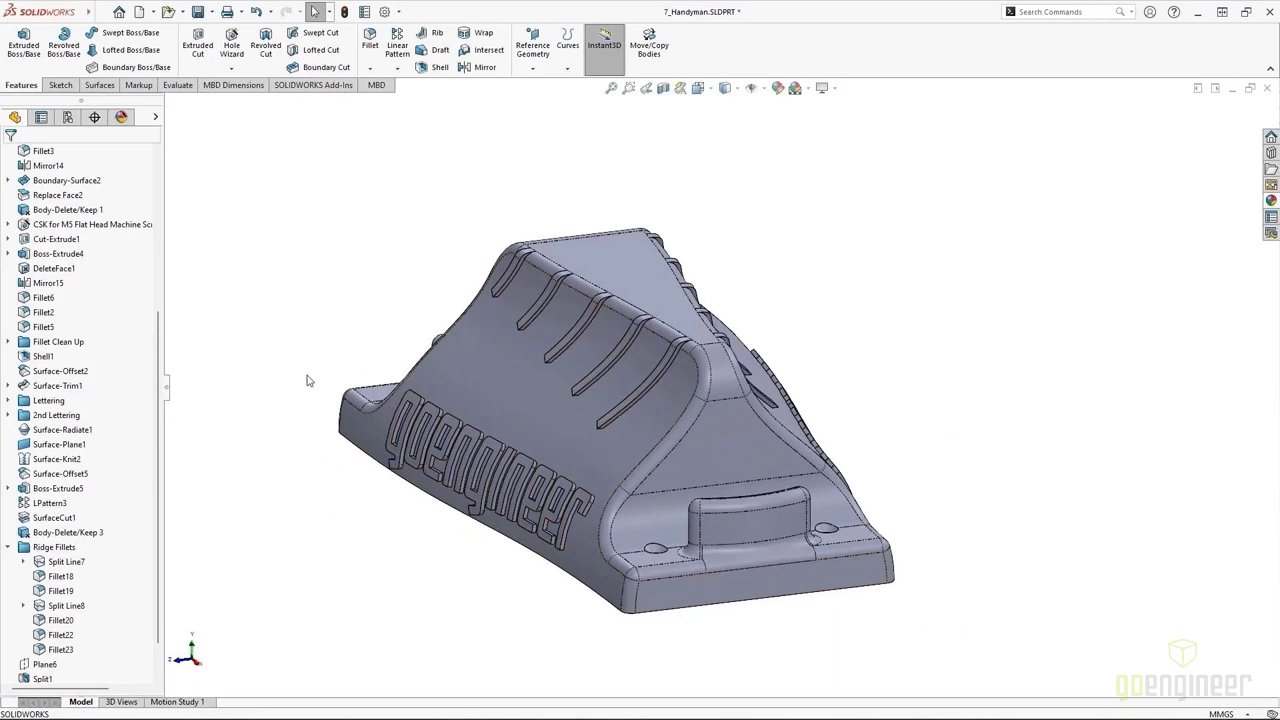 SOLIDWORKS
7_Handyman.SLDPRT *
Search Commands
Extruded Boss/Base
Revolved Boss/Base
Swept Boss/Base
Lofted Boss/Base
Boundary Boss/Base
Extruded Cut
Hole Wizard
Revolved Cut
Swept Cut
Lofted Cut
Boundary Cut
Fillet
Linear Pattern
Rib
Draft
Shell
Wrap
Intersect
Mirror
Reference Geometry
Curves
Instant3D
Move/Copy Bodies
Features
Sketch
Surfaces
Markup
Evaluate
MBD Dimensions
SOLIDWORKS Add-Ins
MBD
Fillet3
Mirror14
Boundary-Surface2
Replace Face2
Body-Delete/Keep 1
CSK for M5 Flat Head Machine Scr
Cut-Extrude1
Boss-Extrude4
DeleteFace1
Mirror15
Fillet6
Fillet2
Fillet5
Fillet Clean Up
Shell1
Surface-Offset2
Surface-Trim1
Lettering
2nd Lettering
Surface-Radiate1
Surface-Plane1
Surface-Knit2
Surface-Offset5
Boss-Extrude5
LPattern3
SurfaceCut1
Body-Delete/Keep 3
Ridge Fillets
Split Line7
Fillet18
Fillet19
Split Line8
Fillet20
Fillet22
Fillet23
Plane6
Split1
goengineer
Y
Z
X
goengineer
Model
3D Views
Motion Study 1
SOLIDWORKS
MMGS